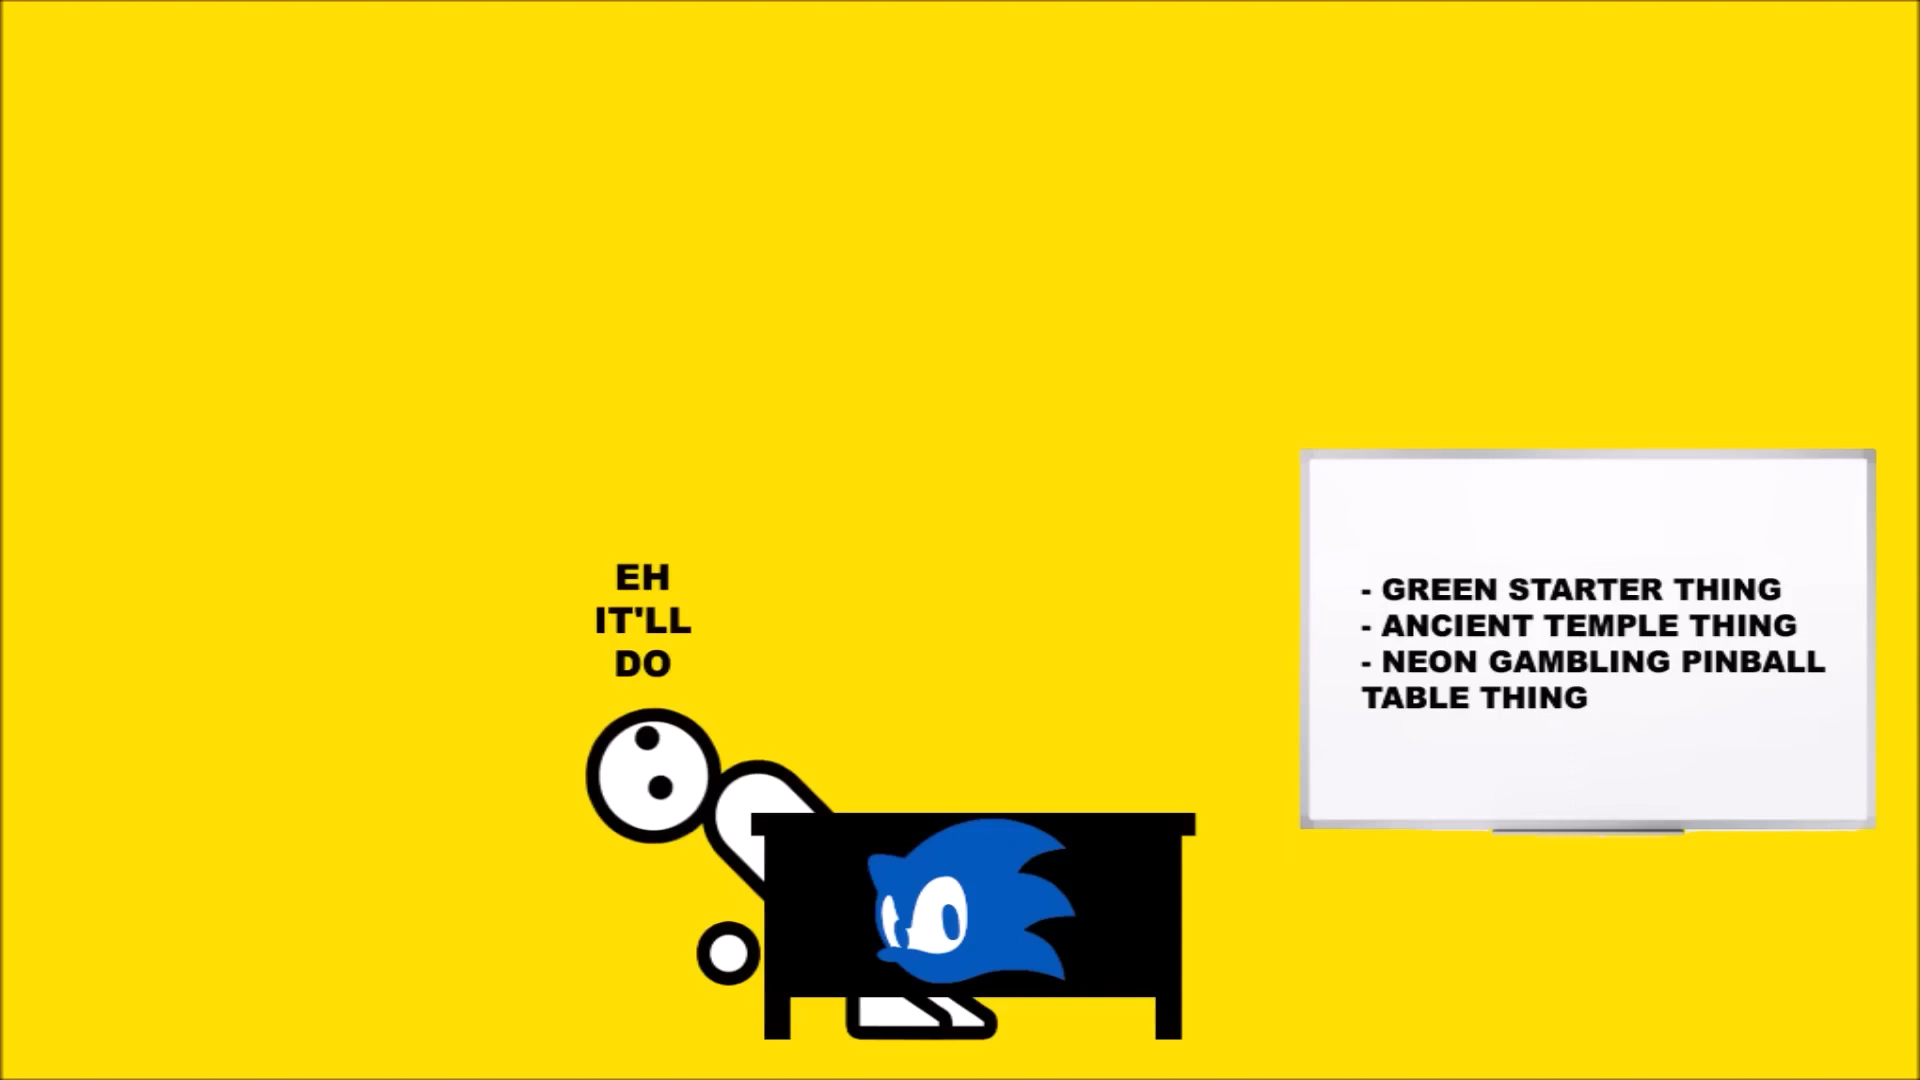 EH
IT'LL
DO
- GREEN STARTER THING
- ANCIENT TEMPLE THING
- NEON GAMBLING PINBALL
TABLE THING